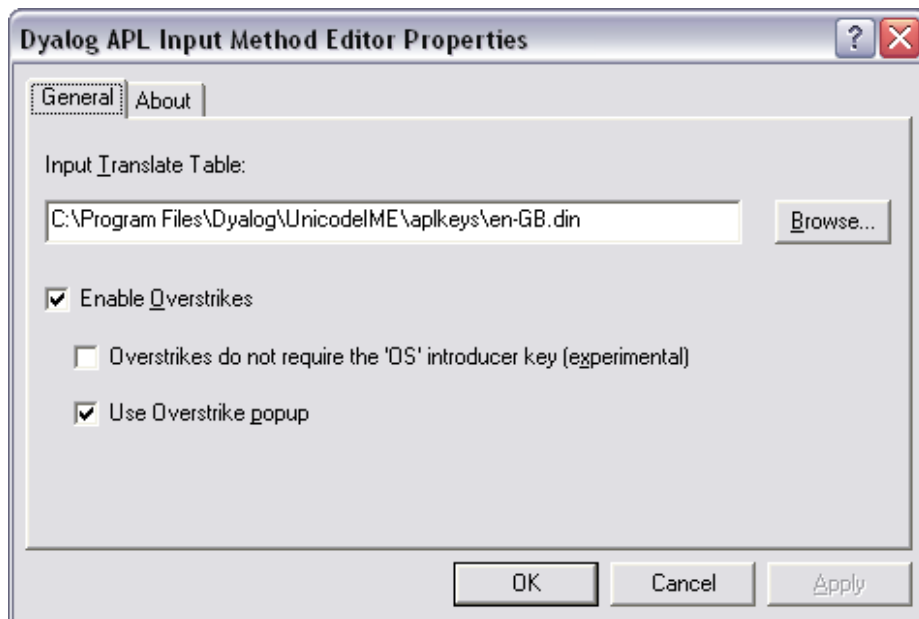 Dyalog APL Input Method Editor Properties
General About
Input Translate Table:
C:\Program Files\Dyalog\UnicodeIME\aplkeys\en-GB.din Browse...
Enable Overstrikes
Overstrikes do not require the 'OS' introducer key (experimental)
Use Overstrike popup
OK Cancel Apply